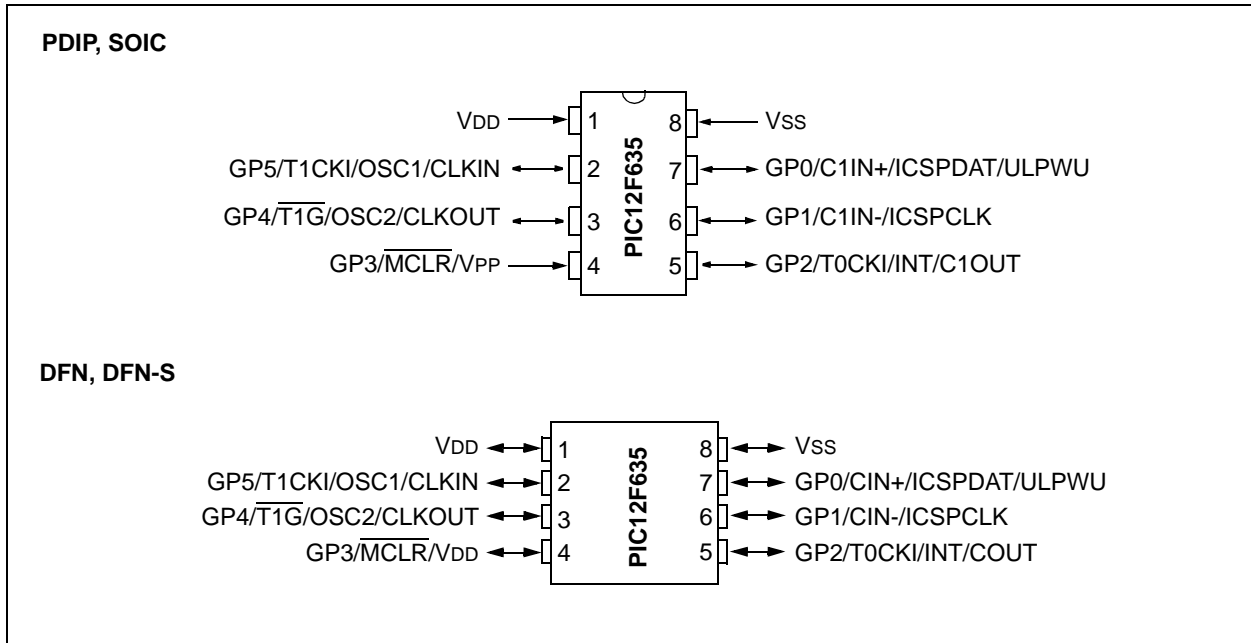 PDIP, SOIC
VDD 1 8 VSS
GP5/T1CKI/OSC1/CLKIN 2 7 GP0/C1IN+/ICSPDAT/ULPWU
GP4/T1G/OSC2/CLKOUT 3 6 GP1/C1IN-/ICSPCLK
GP3/MCLR/VPP 4 5 GP2/T0CKI/INT/C1OUT
PIC12F635
DFN, DFN-S
VDD 1 8 VSS
GP5/T1CKI/OSC1/CLKIN 2 7 GP0/CIN+/ICSPDAT/ULPWU
GP4/T1G/OSC2/CLKOUT 3 6 GP1/CIN-/ICSPCLK
GP3/MCLR/VDD 4 5 GP2/T0CKI/INT/COUT
PIC12F635